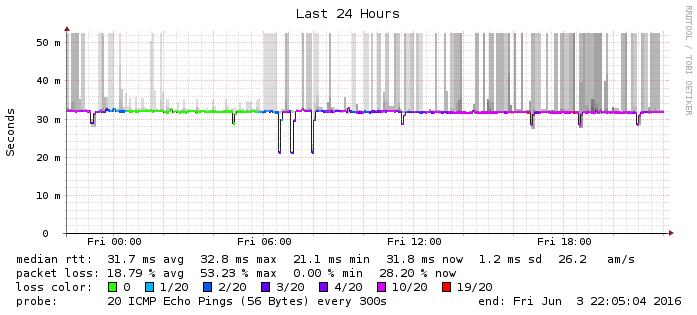 Last 24 Hours
RRDTOOL / TOBI OETIKER
Seconds
50 m
40 m
30 m
20 m
10 m
0
Fri 00:00 Fri 06:00 Fri 12:00 Fri 18:00
median rtt: 31.7 ms avg 32.8 ms max 21.1 ms min 31.8 ms now 1.2 ms sd 26.2 am/s
packet loss: 18.79 % avg 53.23 % max 0.00 % min 28.20 % now
loss color: 0 1/20 2/20 3/20 4/20 10/20 19/20
probe: 20 ICMP Echo Pings (56 Bytes) every 300s end: Fri Jun 3 22:05:04 2016